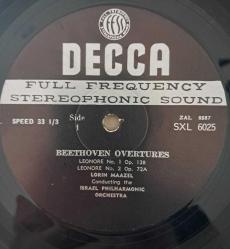 DECCA
FULL FREQUENCY
STEREOPHONIC SOUND
SPEED 33 1/3
Side
1
ZAL
SXL 6025
BEETHOVEN OVERTURES
LEONORE No. 1 Op. 138
LEONORE No. 2 Op. 72A
LORIN MAAZEL
Conducting the
ISRAEL PHILHARMONIC
ORCHESTRA